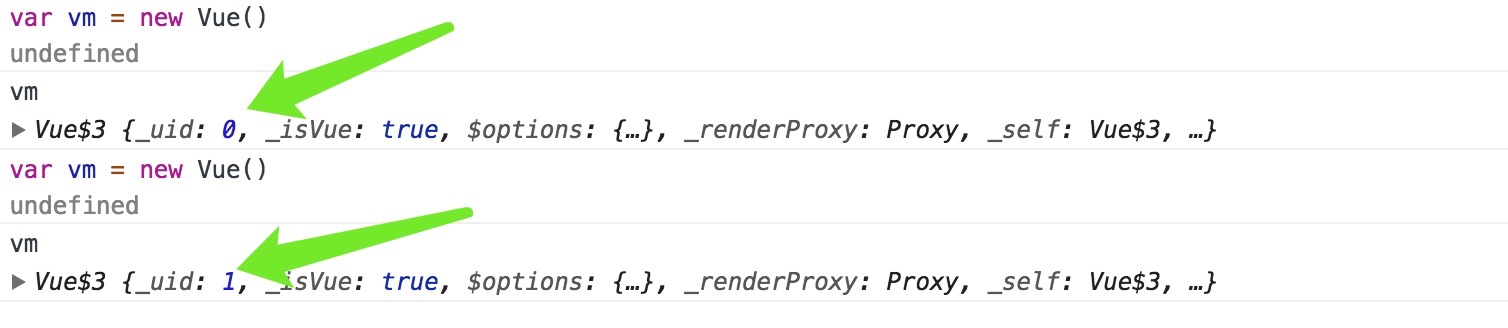 var vm = new Vue()
undefined
vm
▶ Vue$3 {_uid: 0, _isVue: true, $options: {…}, _renderProxy: Proxy, _self: Vue$3, …}
var vm = new Vue()
undefined
vm
▶ Vue$3 {_uid: 1, _isVue: true, $options: {…}, _renderProxy: Proxy, _self: Vue$3, …}